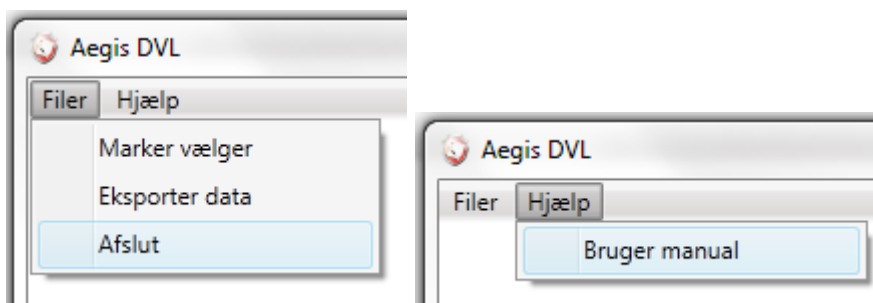 Aegis DVL
Filer Hjælp
Marker vælger
Eksporter data
Afslut
Aegis DVL
Filer Hjælp
Bruger manual